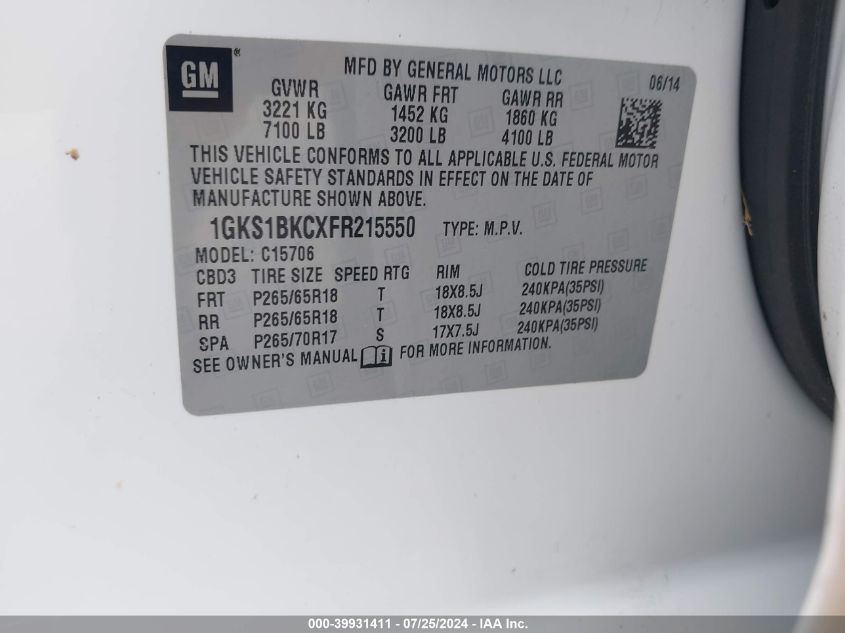 GM®
MFD BY GENERAL MOTORS LLC
06/14
GVWR GAWR FRT GAWR RR
3221 KG 1452 KG 1860 KG
7100 LB 3200 LB 4100 LB
THIS VEHICLE CONFORMS TO ALL APPLICABLE U.S. FEDERAL MOTOR
VEHICLE SAFETY STANDARDS IN EFFECT ON THE DATE OF
MANUFACTURE SHOWN ABOVE.
1GKS1BKCXFR215550 TYPE: M.P.V.
MODEL: C15706
CBD3 TIRE SIZE SPEED RTG RIM COLD TIRE PRESSURE
FRT P265/65R18 T 18X8.5J 240KPA(35PSI)
RR P265/65R18 T 18X8.5J 240KPA(35PSI)
SPA P265/70R17 S 17X7.5J 240KPA(35PSI)
SEE OWNER'S MANUAL i FOR MORE INFORMATION.
000-39931411 - 07/25/2024 - IAA Inc.